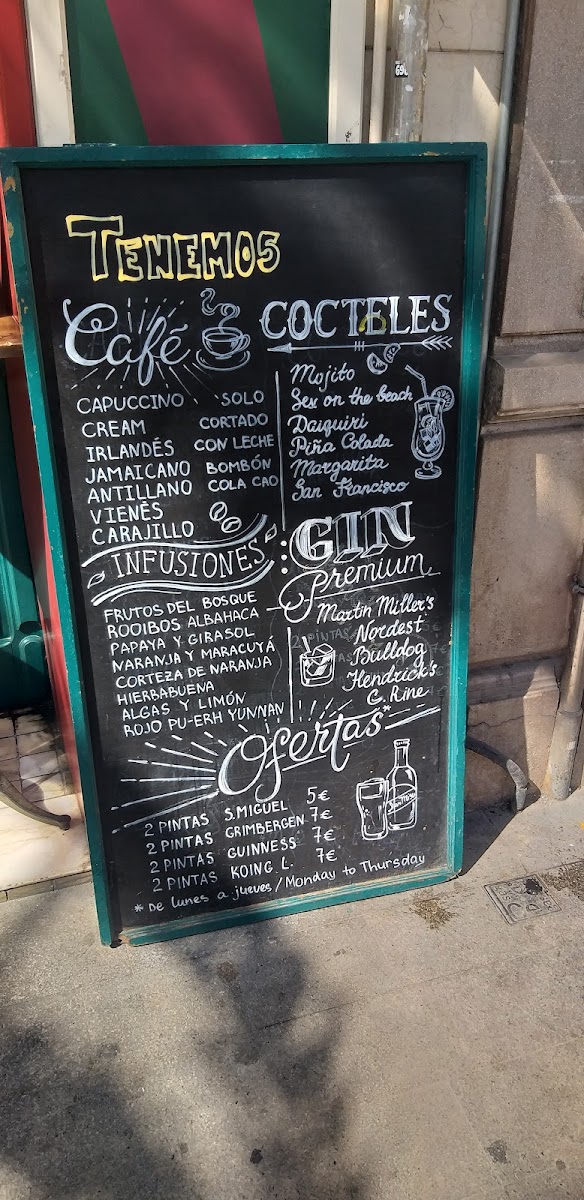 TENEMOS
Café
CAPUCCINO
CREAM
IRLANDÉS
JAMAICANO
ANTILLANO
VIENÉS
CARAJILLO
SOLO
CORTADO
CON LECHE
BOMBÓN
COLA CAO
INFUSIONES
FRUTOS DEL BOSQUE
ROOIBOS ALBAHACA
PAPAYA Y GIRASOL
NARANJA Y MARACUYÁ
CORTEZA DE NARANJA
HIERBABUENA
ALGAS Y LIMÓN
ROJO PU-ERH YUNNAN
COCTELES
Mojito
Sex on the Beach
Daiquiri
Piña Colada
Margarita
San Francisco
GIN
Premium
Martin Miller's
Nordest
Bulldog
Hendrick's
G. Rine
Ofertas*
2 PINTAS S.MIGUEL 5€
2 PINTAS GRIMBERGEN 7€
2 PINTAS GUINNESS 7€
2 PINTAS KOING L. 7€
* De lunes a jueves / Monday to Thursday